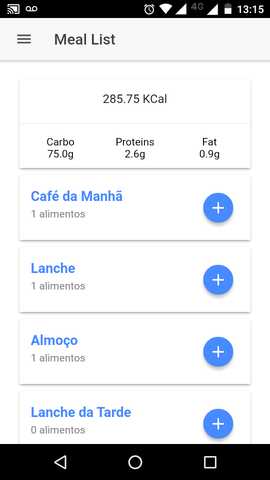 4G 13:15
Meal List
285.75 KCal
Carbo Proteins Fat
75.0g 2.6g 0.9g
Café da Manhã
1 alimentos
Lanche
1 alimentos
Almoço
1 alimentos
Lanche da Tarde
0 alimentos